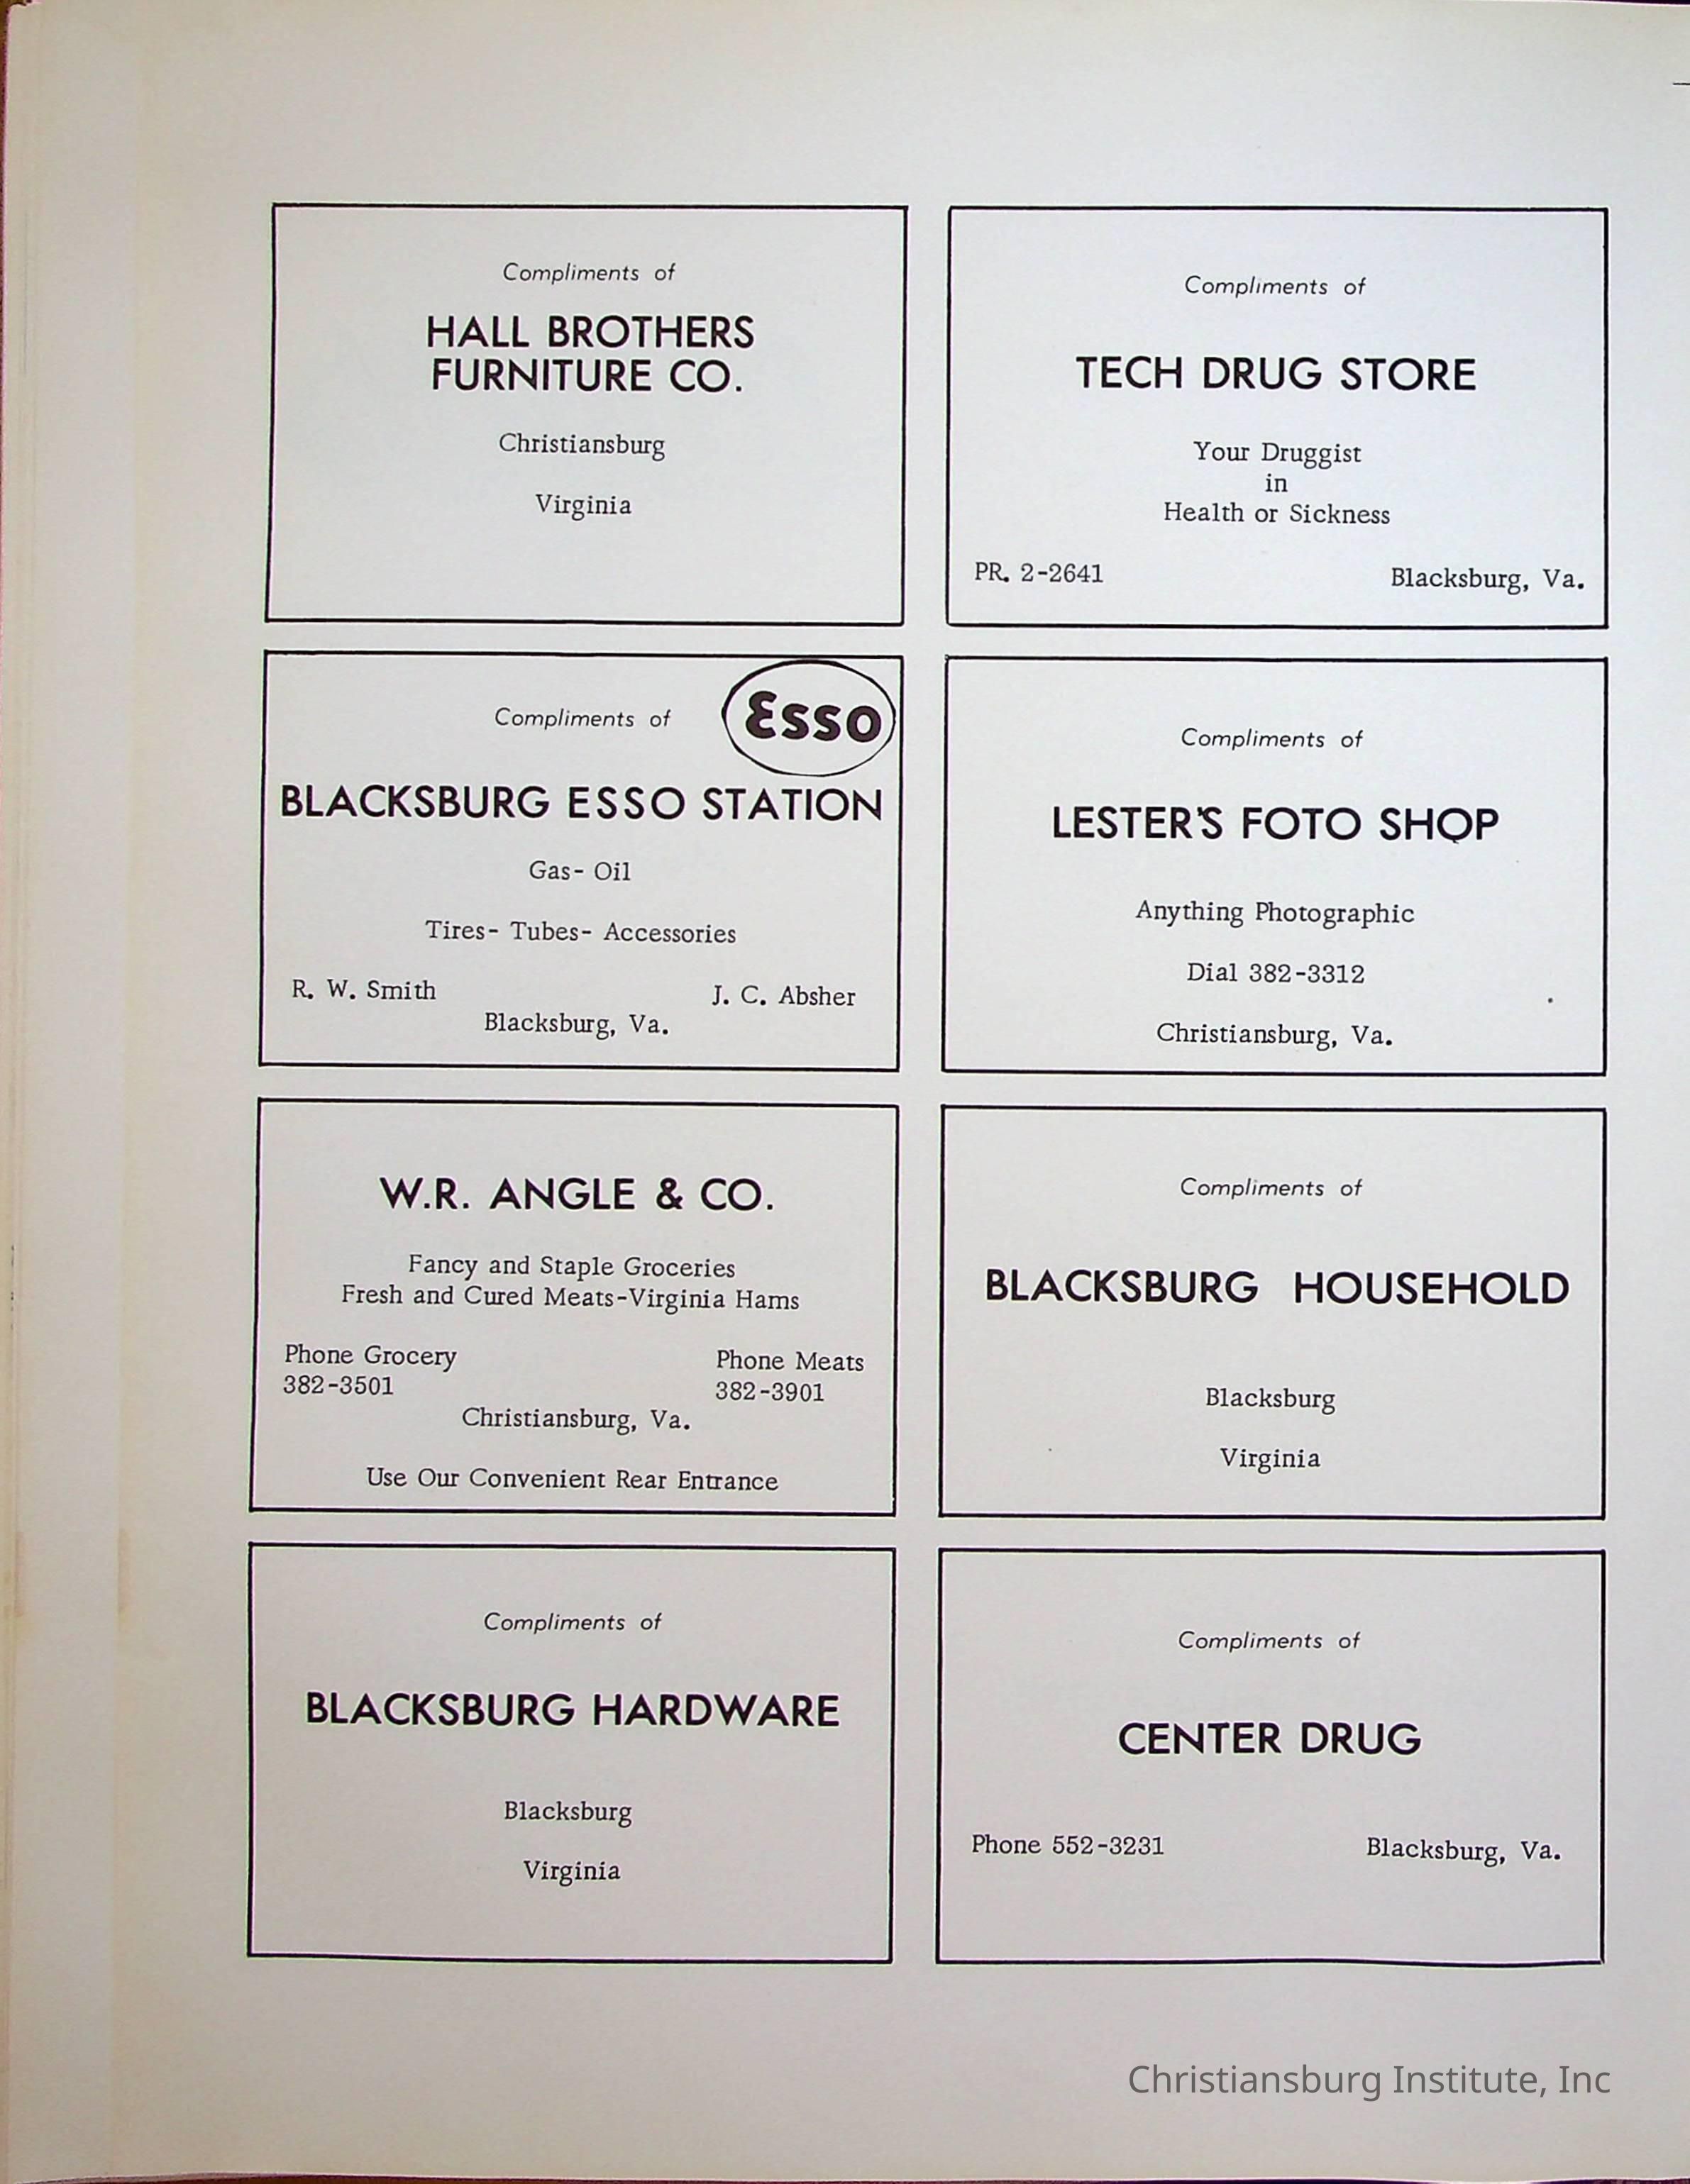 Compliments of
HALL BROTHERS
FURNITURE CO.
Christiansburg
Virginia
Compliments of
TECH DRUG STORE
Your Druggist
in
Health or Sickness
PR. 2-2641 Blacksburg, Va.
Compliments of
Esso
BLACKSBURG ESSO STATION
Gas- Oil
Tires- Tubes- Accessories
R. W. Smith J. C. Absher
Blacksburg, Va.
Compliments of
LESTER'S FOTO SHOP
Anything Photographic
Dial 382-3312
Christiansburg, Va.
W.R. ANGLE & CO.
Fancy and Staple Groceries
Fresh and Cured Meats-Virginia Hams
Phone Grocery Phone Meats
382-3501 382-3901
Christiansburg, Va.
Use Our Convenient Rear Entrance
Compliments of
BLACKSBURG HOUSEHOLD
Blacksburg
Virginia
Compliments of
BLACKSBURG HARDWARE
Blacksburg
Virginia
Compliments of
CENTER DRUG
Phone 552-3231 Blacksburg, Va.
Christiansburg Institute, Inc